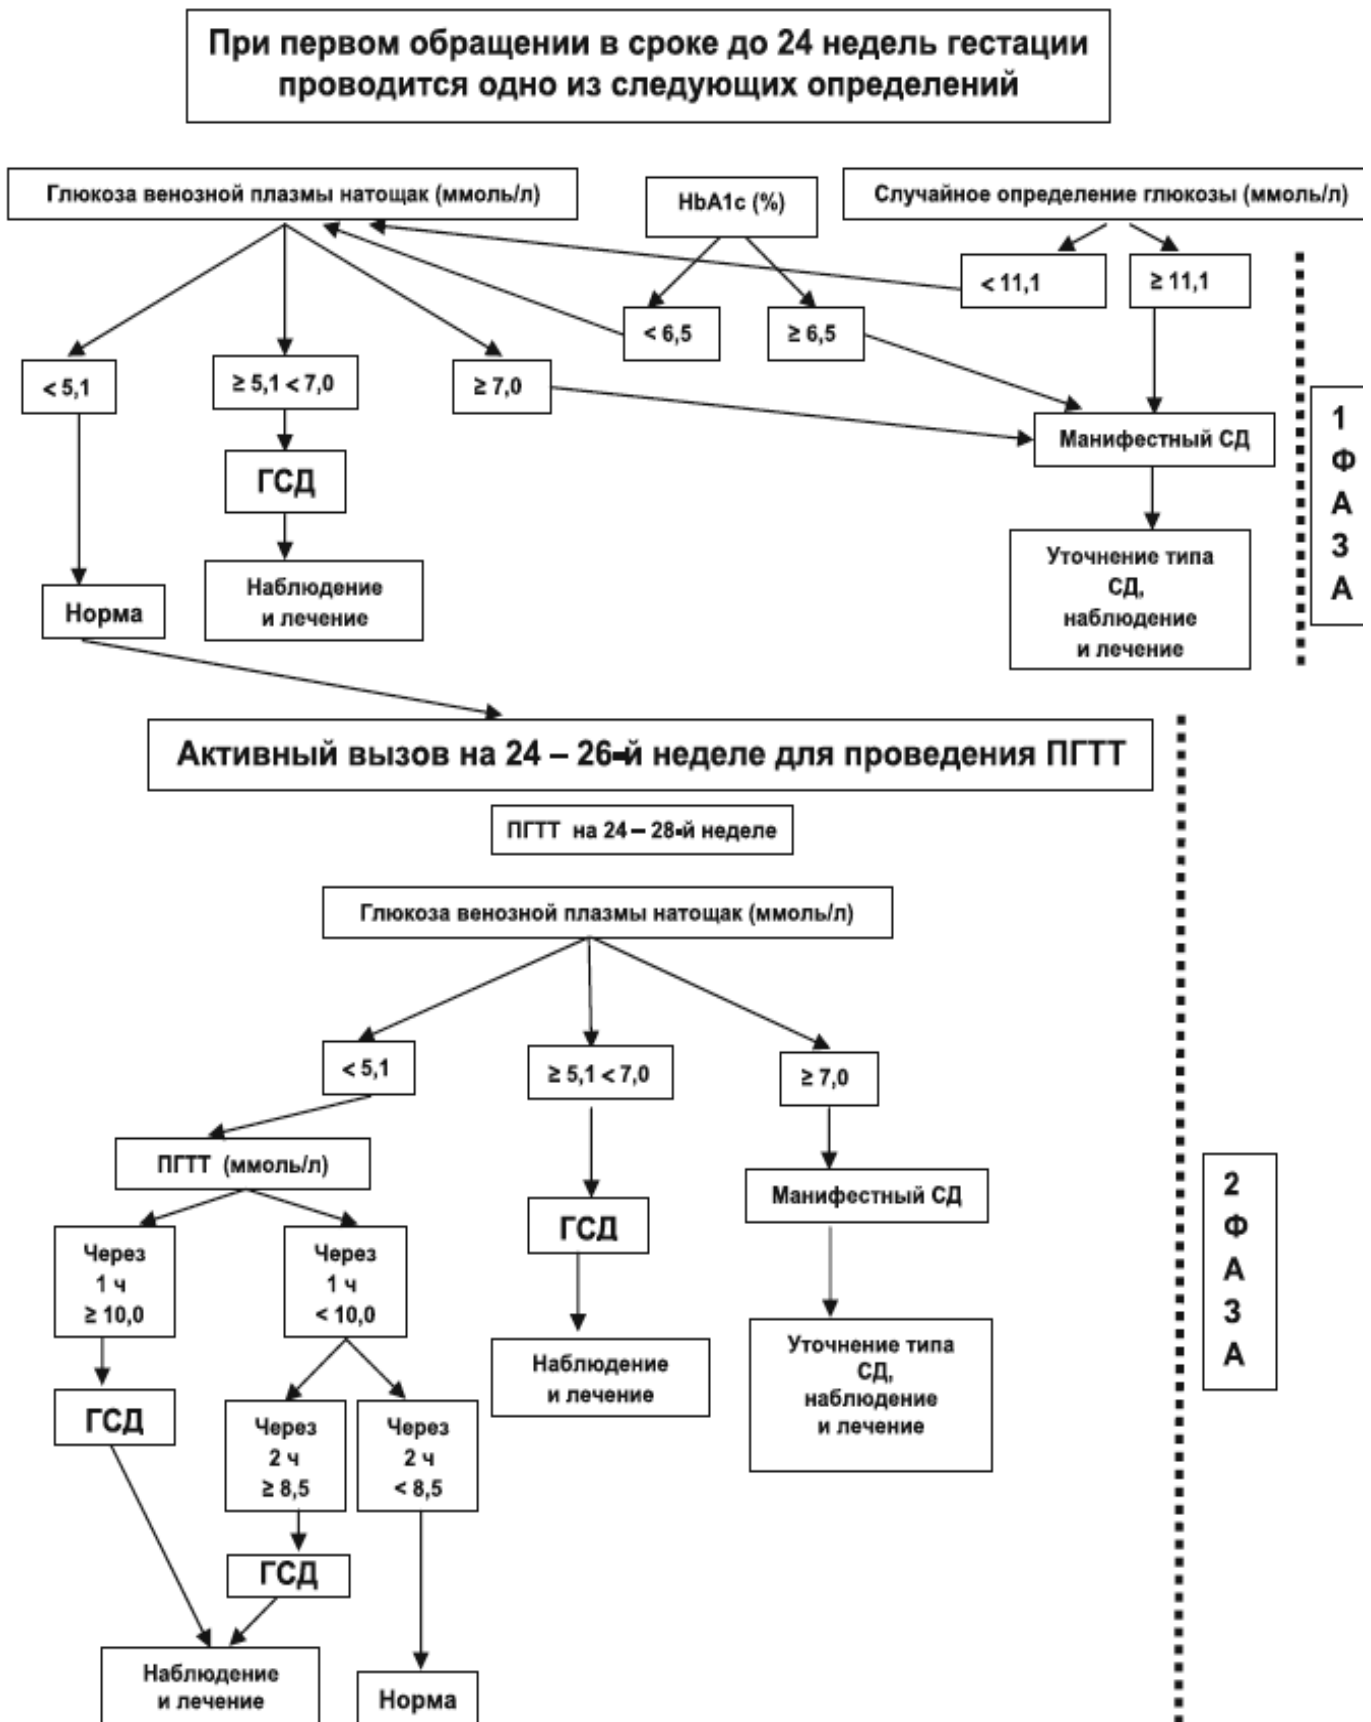 При первом обращении в сроке до 24 недель гестации
проводится одно из следующих определений
Глюкоза венозной плазмы натощак (ммоль/л)
HbA1c (%)
Случайное определение глюкозы (ммоль/л)
< 11,1
≥ 11,1
< 6,5
≥ 6,5
< 5,1
≥ 5,1 < 7,0
≥ 7,0
Манифестный СД
ГСД
Уточнение типа
СД,
наблюдение
и лечение
Наблюдение
и лечение
Норма
1
Ф
А
З
А
Активный вызов на 24 – 26-й неделе для проведения ПГТТ
ПГТТ на 24 – 28-й неделе
Глюкоза венозной плазмы натощак (ммоль/л)
< 5,1
≥ 5,1 < 7,0
≥ 7,0
ПГТТ (ммоль/л)
Манифестный СД
ГСД
Через
1 ч
≥ 10,0
Через
1 ч
< 10,0
Наблюдение
и лечение
Уточнение типа
СД,
наблюдение
и лечение
ГСД
Через
2 ч
≥ 8,5
Через
2 ч
< 8,5
ГСД
Наблюдение
и лечение
Норма
2
Ф
А
З
А